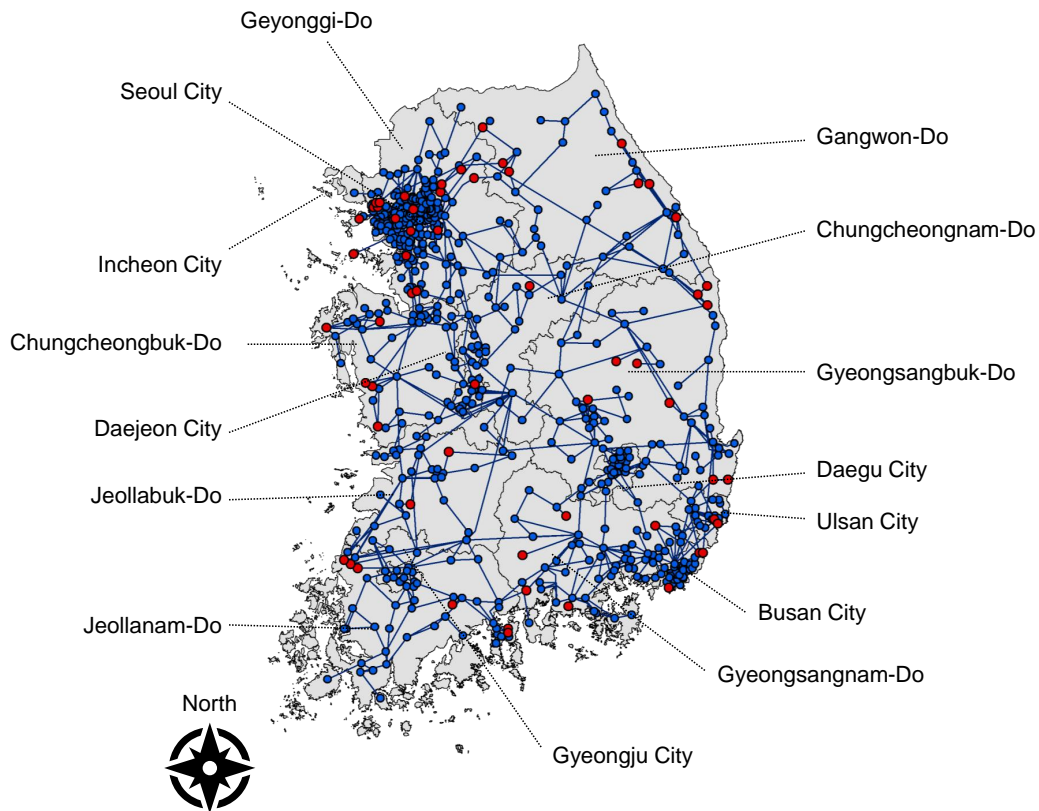 Geyonggi-Do
Seoul City
Gangwon-Do
Chungcheongnam-Do
Incheon City
Chungcheongbuk-Do
Gyeongsangbuk-Do
Daejeon City
Daegu City
Jeollabuk-Do
Ulsan City
Busan City
Jeollanam-Do
Gyeongsangnam-Do
North
Gyeongju City